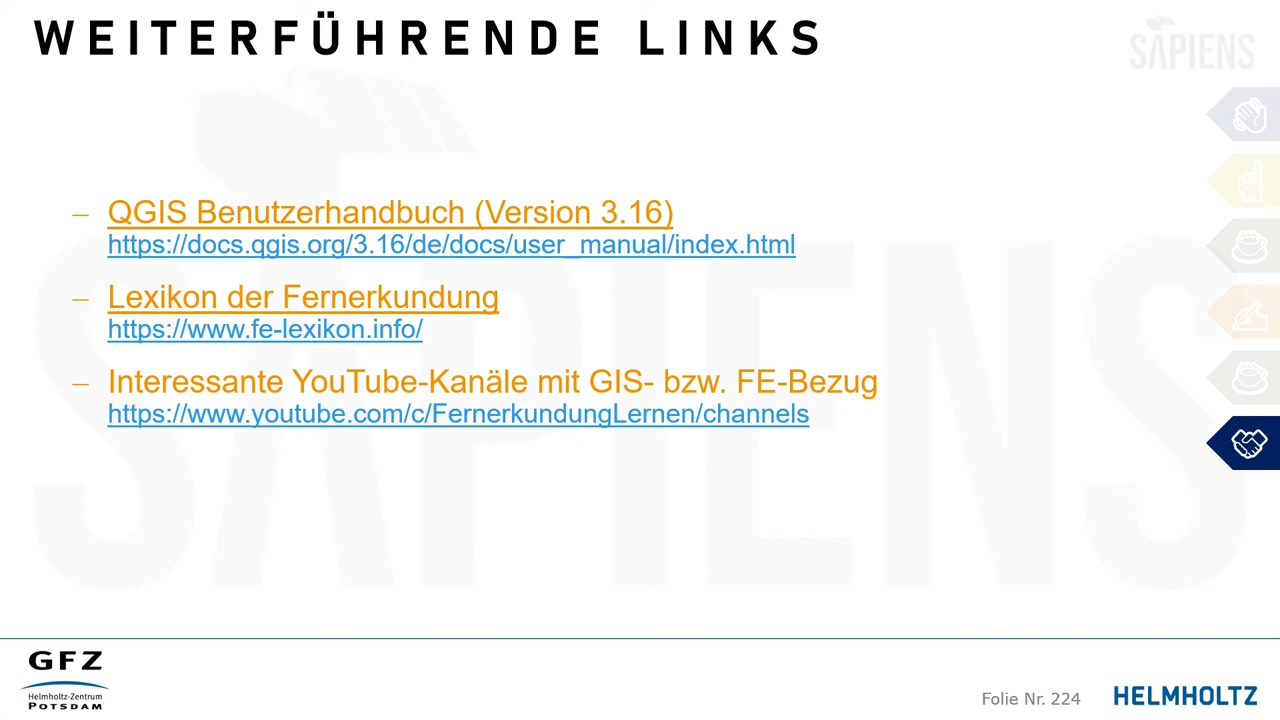 WEITERFÜHRENDE LINKS
SAPIENS
– QGIS Benutzerhandbuch (Version 3.16)
https://docs.qgis.org/3.16/de/docs/user_manual/index.html
– Lexikon der Fernerkundung
https://www.fe-lexikon.info/
– Interessante YouTube-Kanäle mit GIS- bzw. FE-Bezug
https://www.youtube.com/c/FernerkundungLernen/channels
SAPIENS
GFZ
Helmholtz-Zentrum
POTSDAM
Folie Nr. 224
HELMHOLTZ